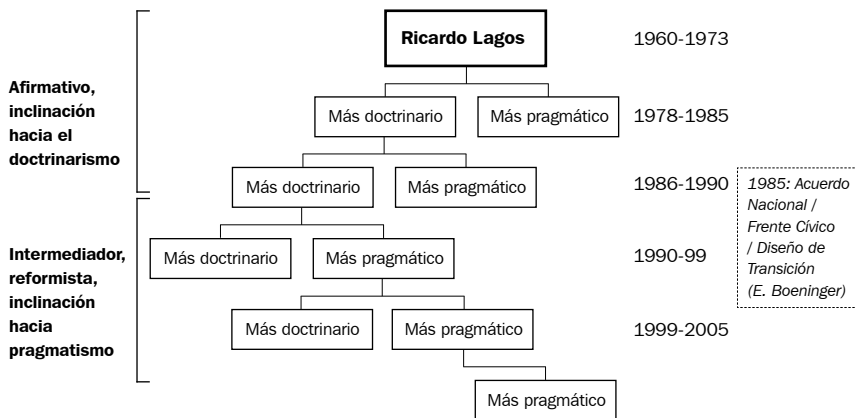 Ricardo Lagos
1960-1973
Afirmativo,
inclinación
hacia el
doctrinarismo
Más doctrinario
Más pragmático
1978-1985
Más doctrinario
Más pragmático
1986-1990
1985: Acuerdo
Nacional /
Frente Cívico
/ Diseño de
Transición
(E. Boeninger)
Intermediador,
reformista,
inclinación
hacia
pragmatismo
Más doctrinario
Más pragmático
1990-99
Más doctrinario
Más pragmático
1999-2005
Más pragmático